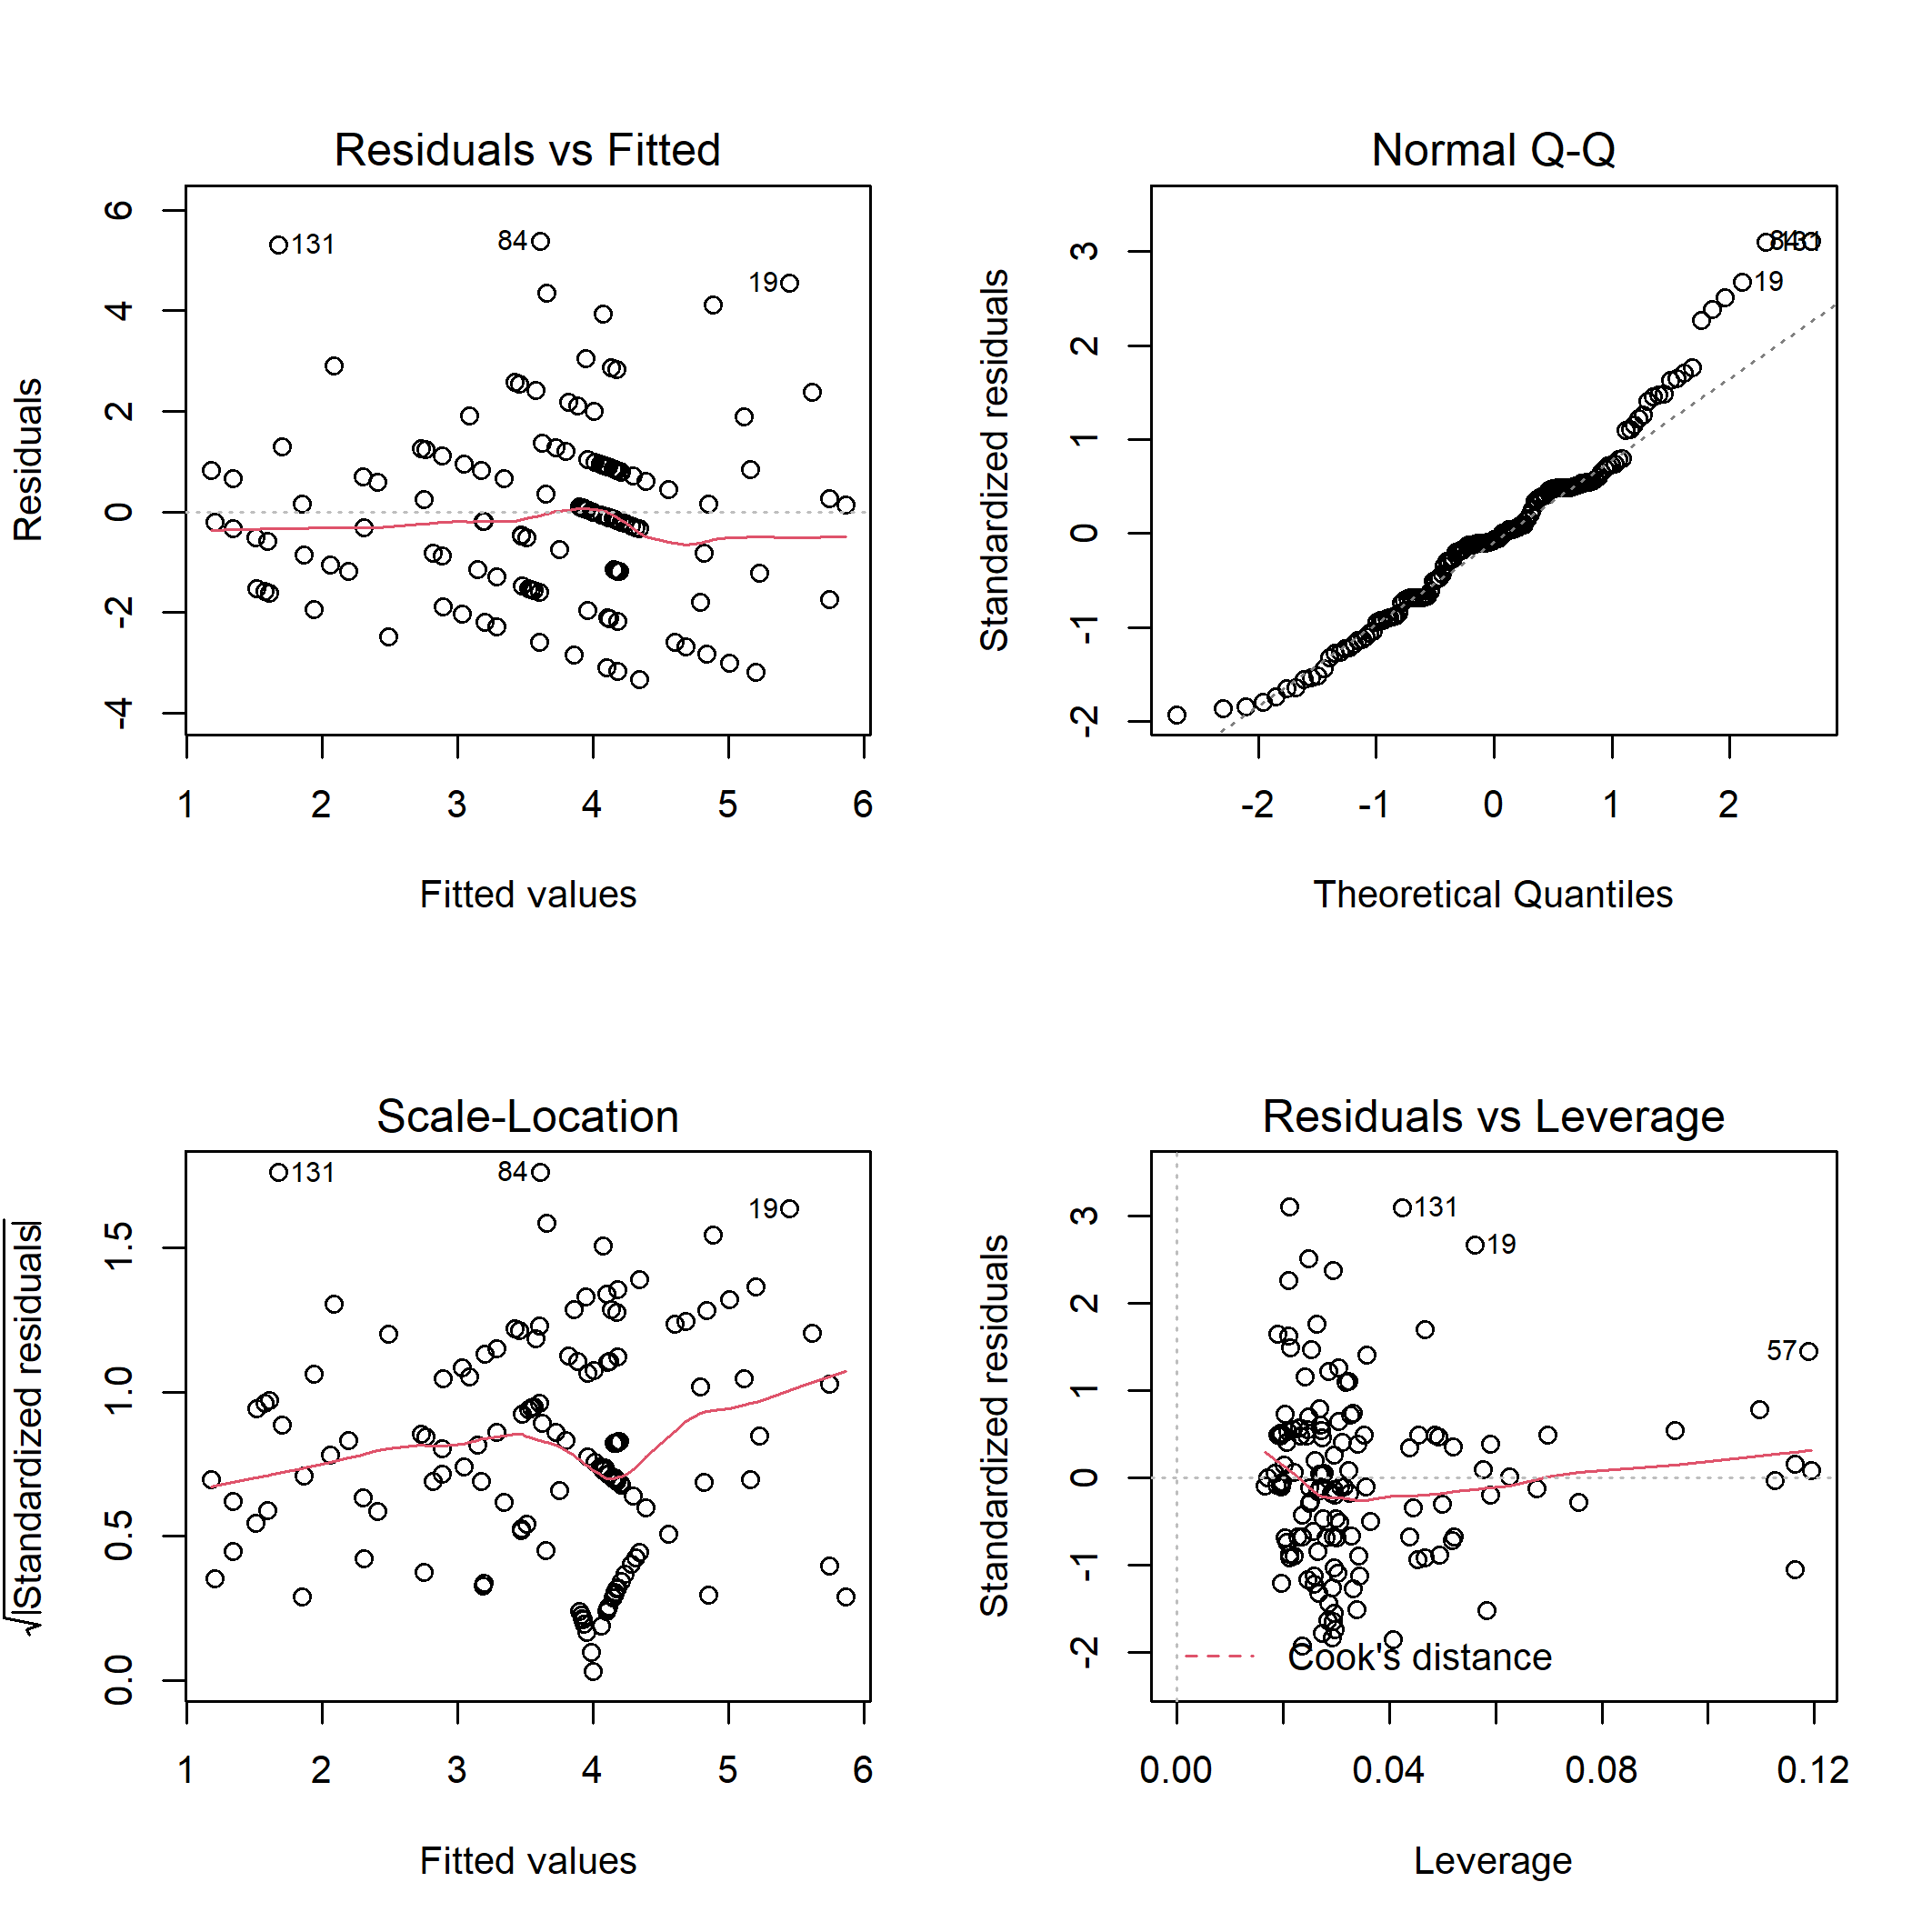 Residuals vs Fitted
Residuals
6
4
2
0
-2
-4
131
84
19
1 2 3 4 5 6
Fitted values
Normal Q-Q
Standardized residuals
3
2
1
0
-1
-2
84
131
19
-2 -1 0 1 2
Theoretical Quantiles
Scale-Location
√|Standardized residuals|
1.5
1.0
0.5
0.0
131
84
19
1 2 3 4 5 6
Fitted values
Residuals vs Leverage
Standardized residuals
3
2
1
0
-1
-2
131
19
57
Cook's distance
0.00 0.04 0.08 0.12
Leverage